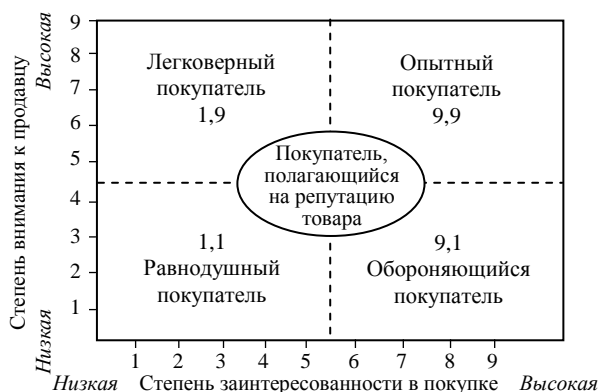 Степень внимания к продавцу
Высокая
Низкая
9
8
7
6
5
4
3
2
1
Легковерный
покупатель
1,9
Опытный
покупатель
9,9
Покупатель,
полагающийся
на репутацию
товара
1,1
Равнодушный
покупатель
9,1
Обороняющийся
покупатель
1 2 3 4 5 6 7 8 9
Низкая Степень заинтересованности в покупке Высокая